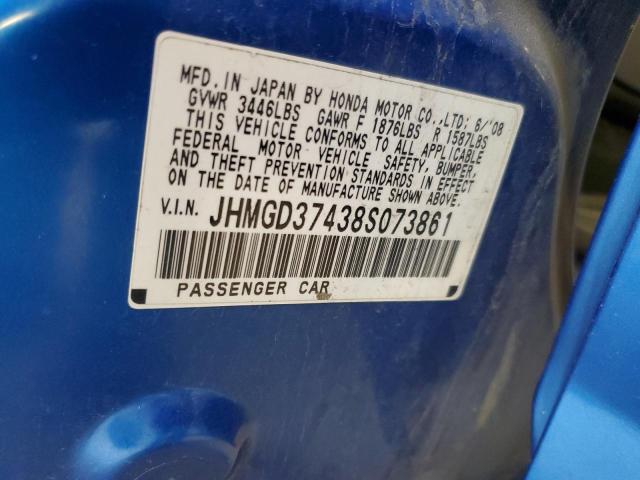 MFD. IN JAPAN BY HONDA MOTOR CO.,LTD; 6/'08
GVWR 3446LBS GAWR F 1876LBS R 1587LBS
THIS VEHICLE CONFORMS TO ALL APPLICABLE
FEDERAL MOTOR VEHICLE SAFETY, BUMPER,
AND THEFT PREVENTION STANDARDS IN EFFECT
ON THE DATE OF MANUFACTURE SHOWN ABOVE.
V.I.N. JHMGD37438S073861
PASSENGER CAR